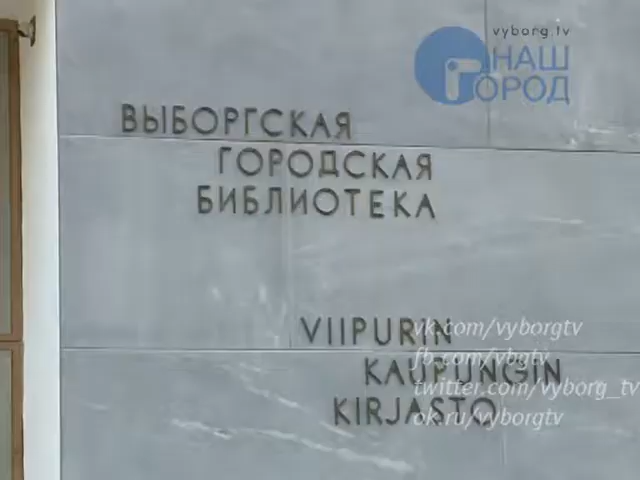 vyborg.tv
НАШ
ГОРОД
ВЫБОРГСКАЯ
ГОРОДСКАЯ
БИБЛИОТЕКА
VIIPURIN
KAUPUNGIN
KIRJASTO
vk.com/vyborgtv
fb.com/vbgtv
twitter.com/vyborg_tv
ok.ru/vyborgtv